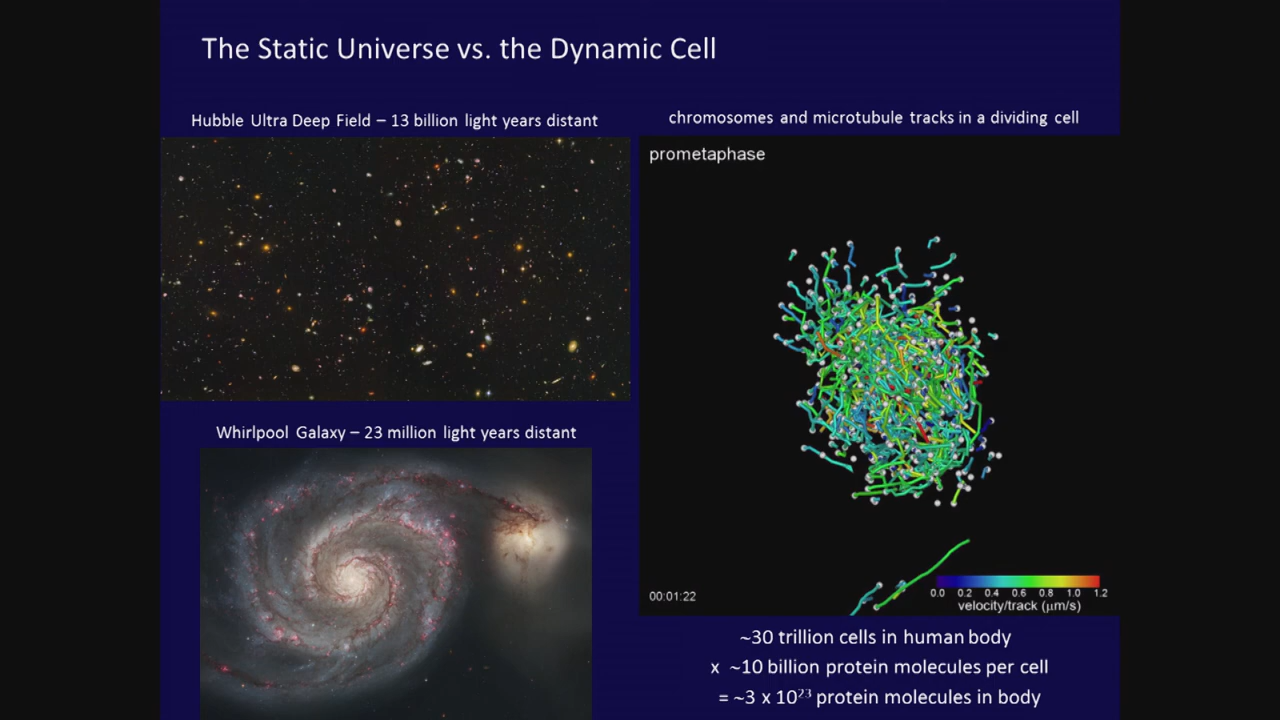 The Static Universe vs. the Dynamic Cell
Hubble Ultra Deep Field – 13 billion light years distant
Whirlpool Galaxy – 23 million light years distant
chromosomes and microtubule tracks in a dividing cell
prometaphase
00:01:22
0.0 0.2 0.4 0.6 0.8 1.0 1.2
velocity/track (μm/s)
~30 trillion cells in human body
x ~10 billion protein molecules per cell
= ~3 x 10²³ protein molecules in body